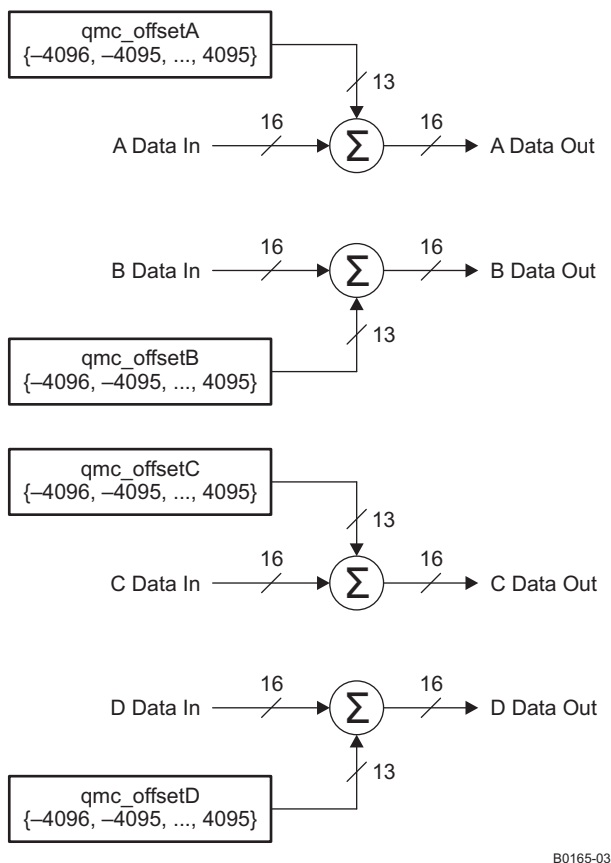 qmc_offsetA
{–4096, –4095, ..., 4095}
13
16
16
A Data In
Σ
A Data Out
16
16
B Data In
Σ
B Data Out
13
qmc_offsetB
{–4096, –4095, ..., 4095}
qmc_offsetC
{–4096, –4095, ..., 4095}
13
16
16
C Data In
Σ
C Data Out
16
16
D Data In
Σ
D Data Out
13
qmc_offsetD
{–4096, –4095, ..., 4095}
B0165-03